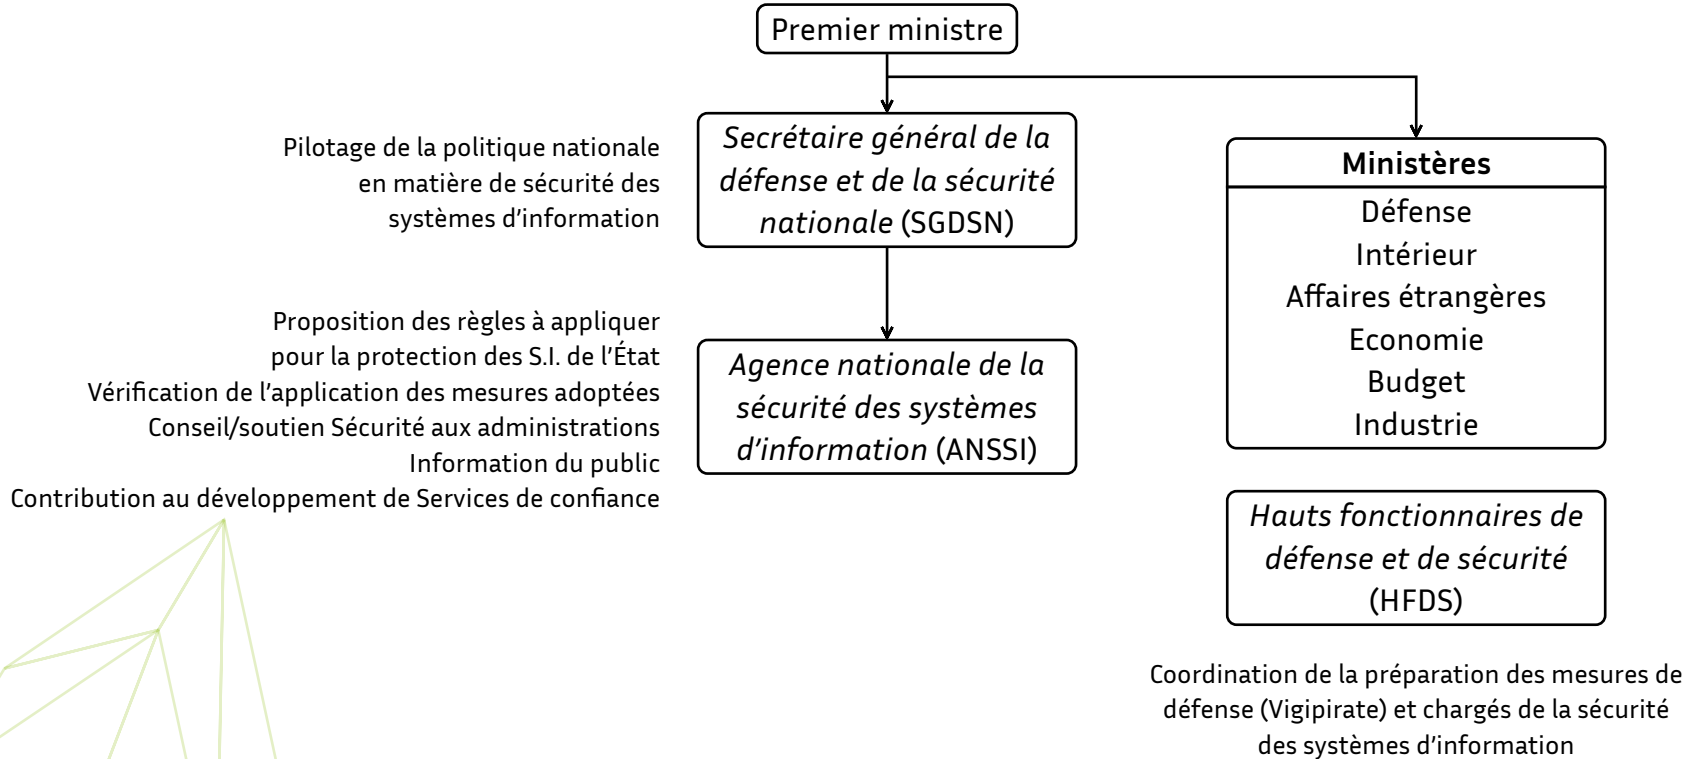 Premier ministre
Pilotage de la politique nationale
en matière de sécurité des
systèmes d’information
Secrétaire général de la
défense et de la sécurité
nationale (SGDSN)
Proposition des règles à appliquer
pour la protection des S.I. de l’État
Vérification de l’application des mesures adoptées
Conseil/soutien Sécurité aux administrations
Information du public
Contribution au développement de Services de confiance
Agence nationale de la
sécurité des systèmes
d’information (ANSSI)
Ministères
Défense
Intérieur
Affaires étrangères
Economie
Budget
Industrie
Hauts fonctionnaires de
défense et de sécurité
(HFDS)
Coordination de la préparation des mesures de
défense (Vigipirate) et chargés de la sécurité
des systèmes d’information